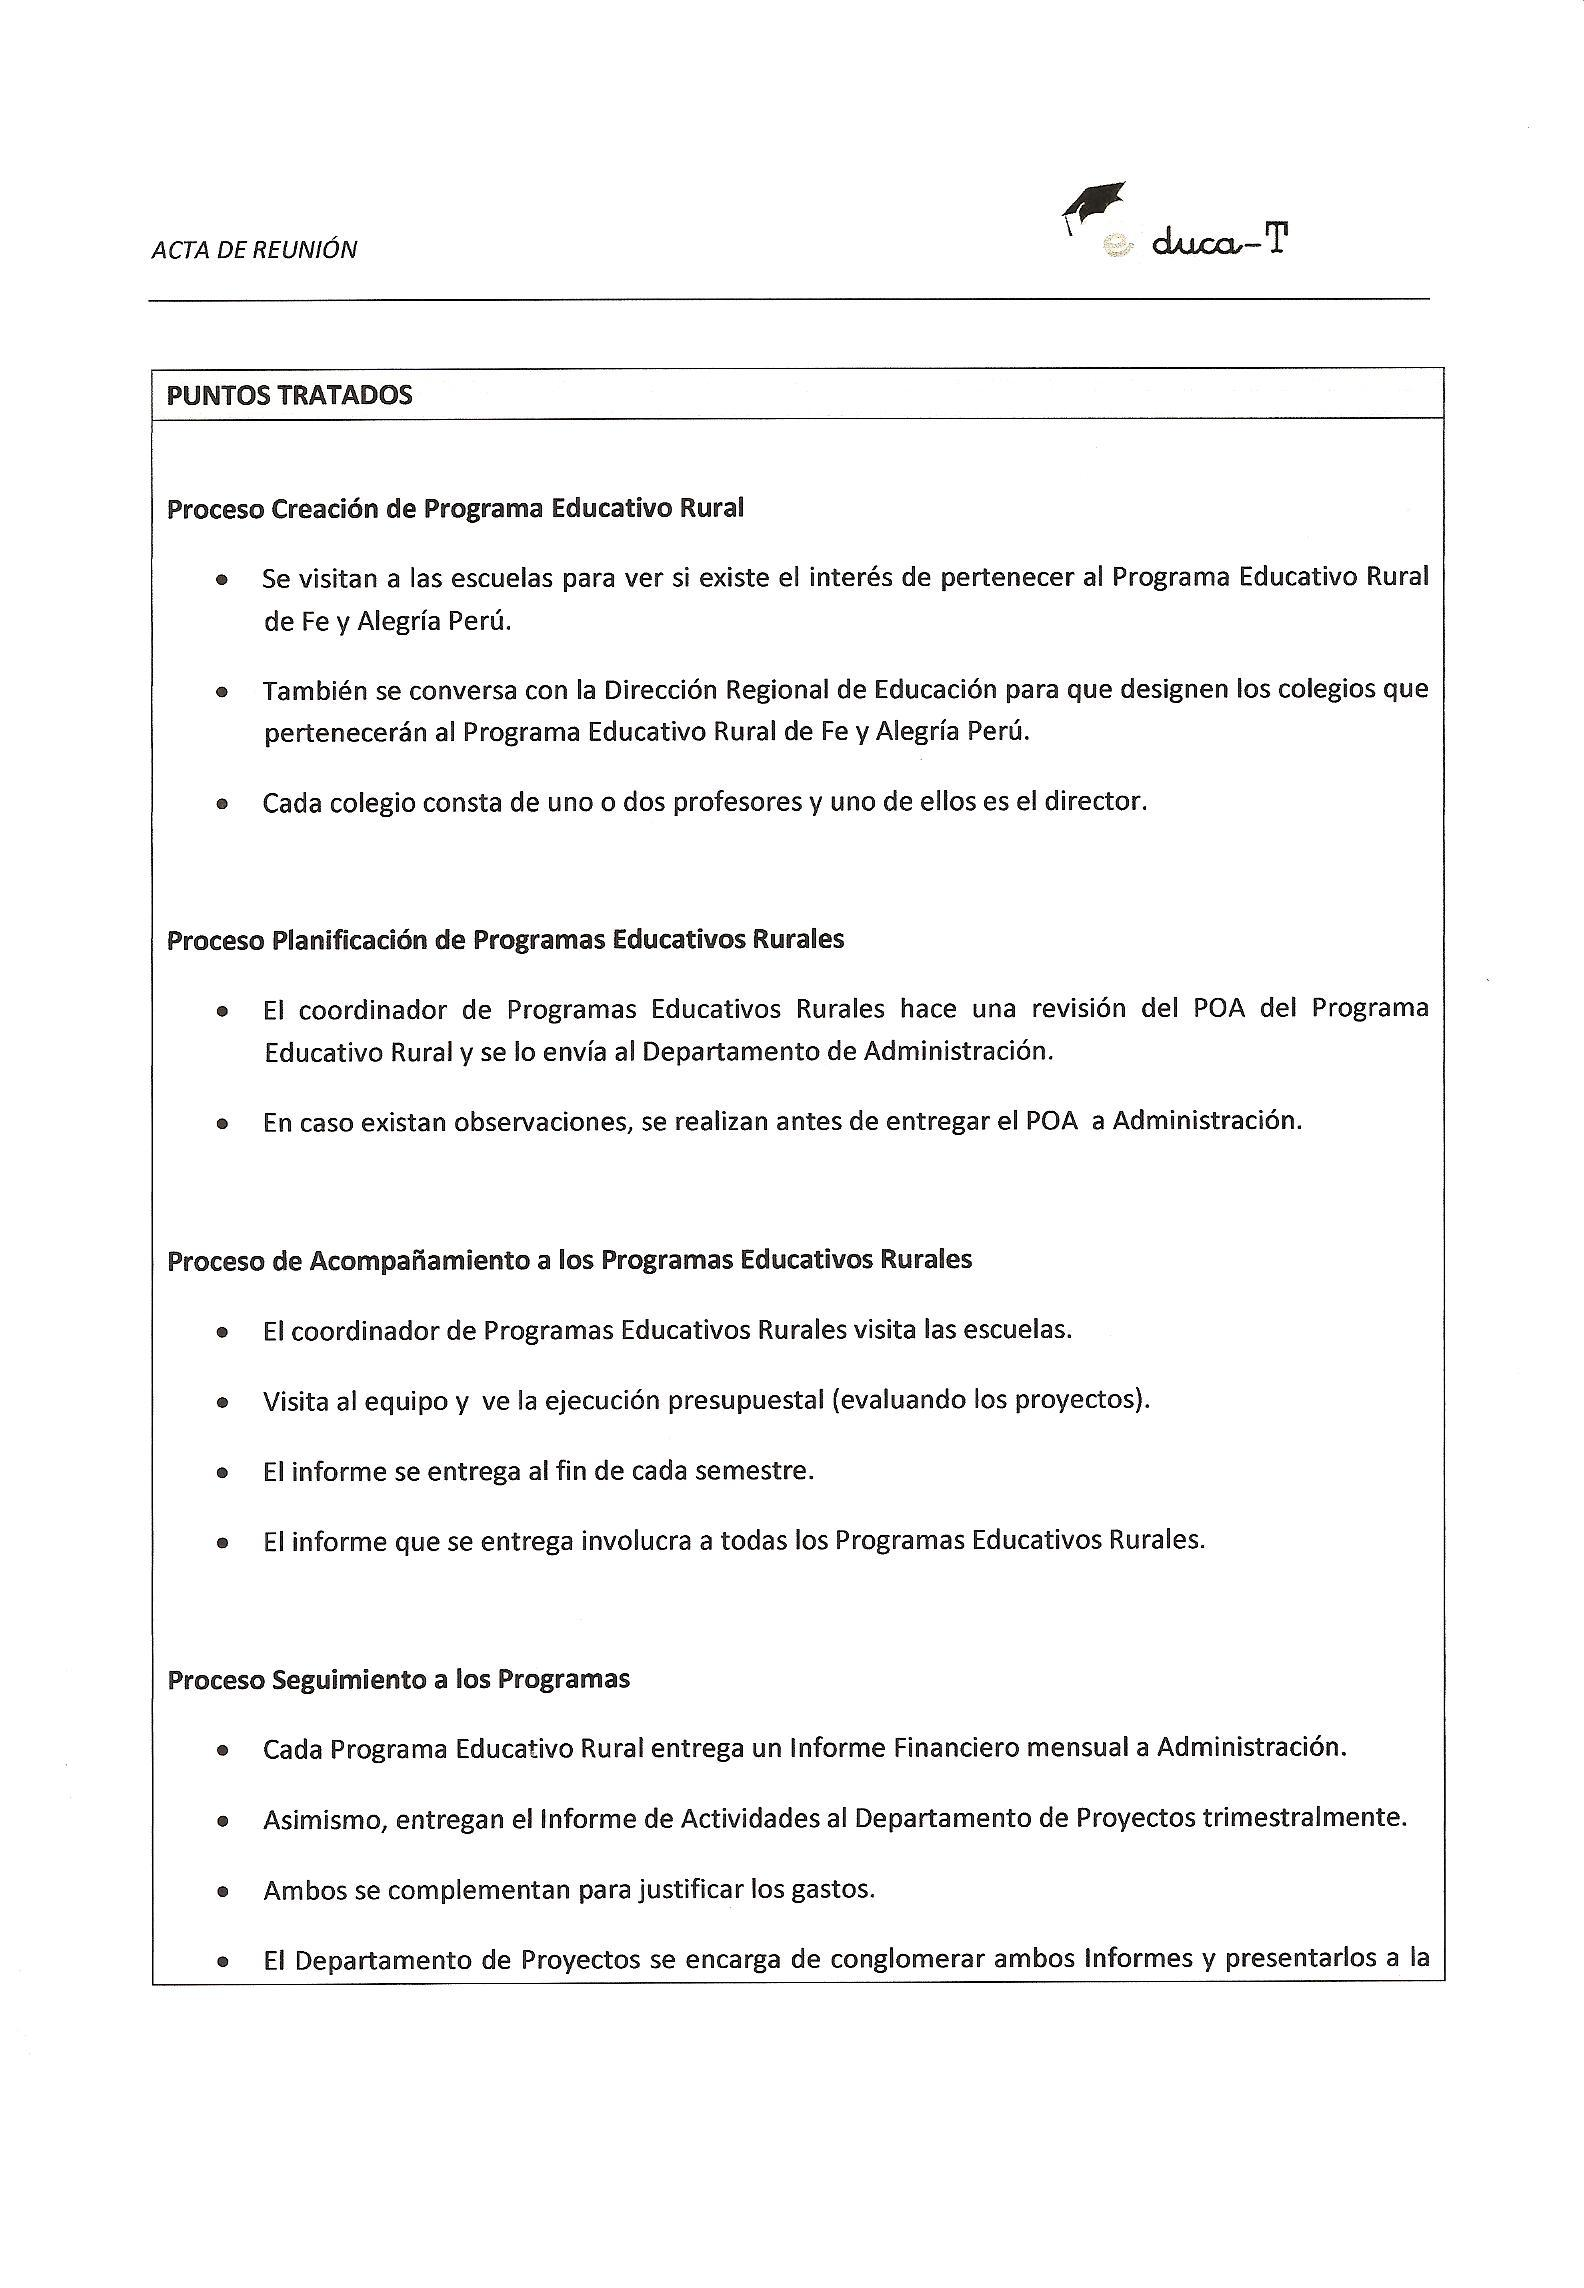 ACTA DE REUNIÓN
e duca-T
PUNTOS TRATADOS
Proceso Creación de Programa Educativo Rural
• Se visitan a las escuelas para ver si existe el interés de pertenecer al Programa Educativo Rural
de Fe y Alegría Perú.
• También se conversa con la Dirección Regional de Educación para que designen los colegios que
pertenecerán al Programa Educativo Rural de Fe y Alegría Perú.
• Cada colegio consta de uno o dos profesores y uno de ellos es el director.
Proceso Planificación de Programas Educativos Rurales
• El coordinador de Programas Educativos Rurales hace una revisión del POA del Programa
Educativo Rural y se lo envía al Departamento de Administración.
• En caso existan observaciones, se realizan antes de entregar el POA a Administración.
Proceso de Acompañamiento a los Programas Educativos Rurales
• El coordinador de Programas Educativos Rurales visita las escuelas.
• Visita al equipo y ve la ejecución presupuestal (evaluando los proyectos).
• El informe se entrega al fin de cada semestre.
• El informe que se entrega involucra a todas los Programas Educativos Rurales.
Proceso Seguimiento a los Programas
• Cada Programa Educativo Rural entrega un Informe Financiero mensual a Administración.
• Asimismo, entregan el Informe de Actividades al Departamento de Proyectos trimestralmente.
• Ambos se complementan para justificar los gastos.
• El Departamento de Proyectos se encarga de conglomerar ambos Informes y presentarlos a la